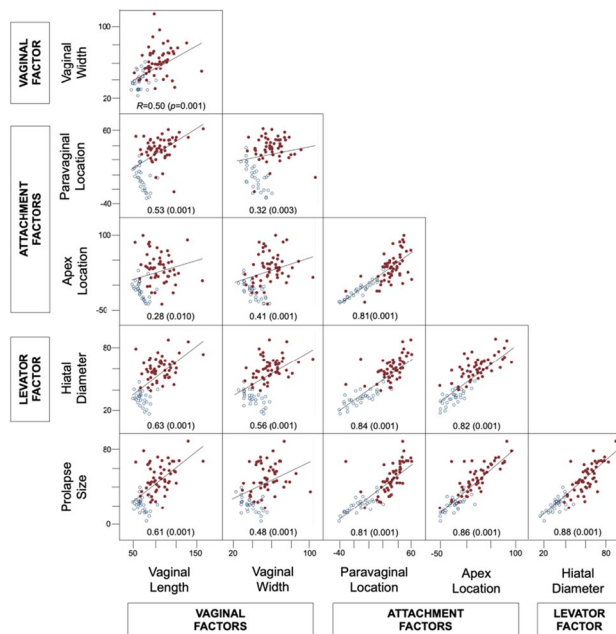 VAGINAL
FACTOR
Vaginal
Width
100
20
R=0.50 (p=0.001)
ATTACHMENT
FACTORS
Paravaginal
Location
60
-40
0.53 (0.001)
0.32 (0.003)
Apex
Location
100
-50
0.28 (0.010)
0.41 (0.001)
0.81(0.001)
LEVATOR
FACTOR
Hiatal
Diameter
80
20
0.63 (0.001)
0.56 (0.001)
0.84 (0.001)
0.82 (0.001)
Prolapse
Size
80
0
0.61 (0.001)
0.48 (0.001)
0.81 (0.001)
0.86 (0.001)
0.88 (0.001)
50 150 20 100 -40 60 -50 100 20 80
Vaginal
Length
Vaginal
Width
Paravaginal
Location
Apex
Location
Hiatal
Diameter
VAGINAL
FACTORS
ATTACHMENT
FACTORS
LEVATOR
FACTOR